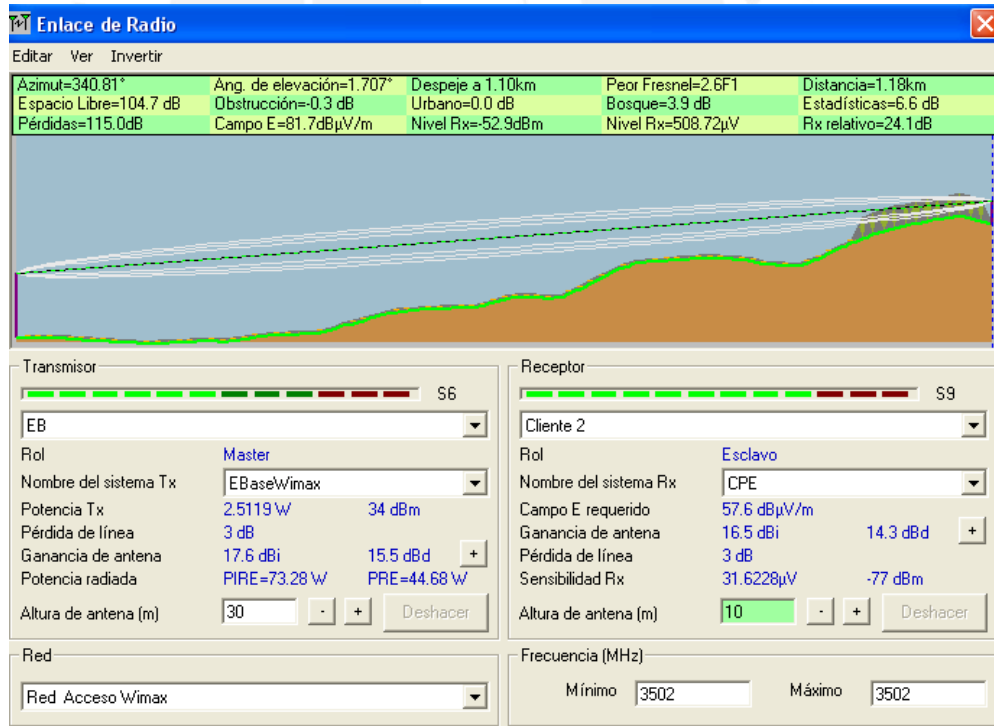 Enlace de Radio
Editar Ver Invertir
Azimut=340.81° Ang. de elevación=1.707° Despeje a 1.10km Peor Fresnel=2.6F1 Distancia=1.18km
Espacio Libre=104.7 dB Obstrucción=-0.3 dB Urbano=0.0 dB Bosque=3.9 dB Estadísticas=6.6 dB
Pérdidas=115.0dB Campo E=81.7dBµV/m Nivel Rx=-52.9dBm Nivel Rx=508.72µV Rx relativo=24.1dB
Transmisor
S6
EB
Rol Master
Nombre del sistema Tx EBaseWimax
Potencia Tx 2.5119 W 34 dBm
Pérdida de línea 3 dB
Ganancia de antena 17.6 dBi 15.5 dBd +
Potencia radiada PIRE=73.28 W PRE=44.68 W
Altura de antena (m) 30 - + Deshacer
Receptor
S9
Cliente 2
Rol Esclavo
Nombre del sistema Rx CPE
Campo E requerido 57.6 dBµV/m
Ganancia de antena 16.5 dBi 14.3 dBd +
Pérdida de línea 3 dB
Sensibilidad Rx 31.6228µV -77 dBm
Altura de antena (m) 10 - + Deshacer
Red
Red Acceso Wimax
Frecuencia (MHz)
Mínimo 3502 Máximo 3502